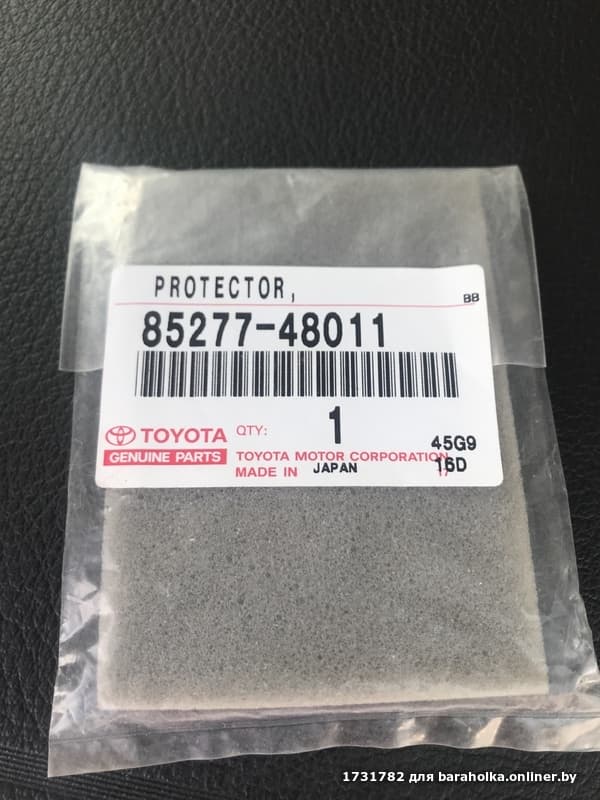 PROTECTOR,
BB
85277-48011
TOYOTA QTY: 1
GENUINE PARTS
TOYOTA MOTOR CORPORATION 45G9
MADE IN JAPAN 16D
1731782 для baraholka.onliner.by